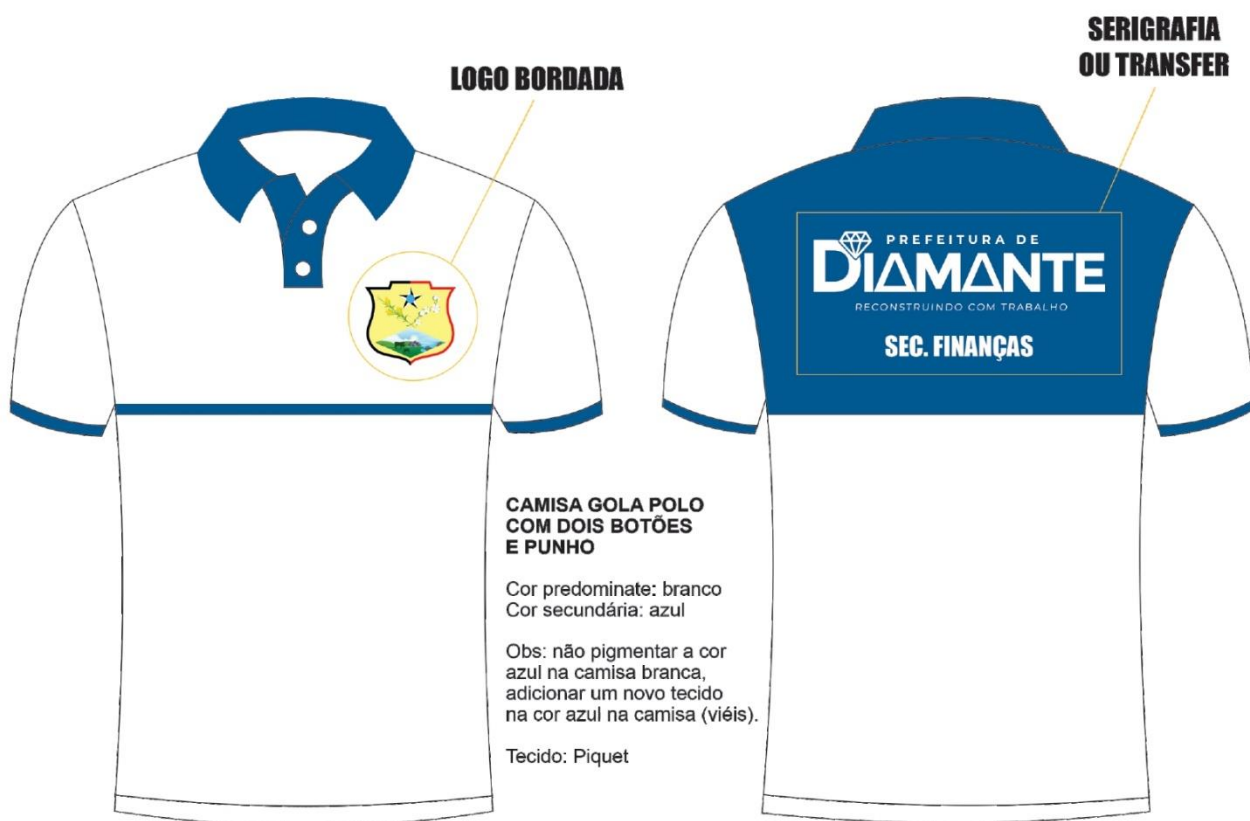 LOGO BORDADA
SERIGRAFIA
OU TRANSFER
PREFEITURA DE
DIAMANTE
RECONSTRUINDO COM TRABALHO
SEC. FINANÇAS
CAMISA GOLA POLO
COM DOIS BOTÕES
E PUNHO
Cor predominate: branco
Cor secundária: azul
Obs: não pigmentar a cor
azul na camisa branca,
adicionar um novo tecido
na cor azul na camisa (viéis).
Tecido: Piquet